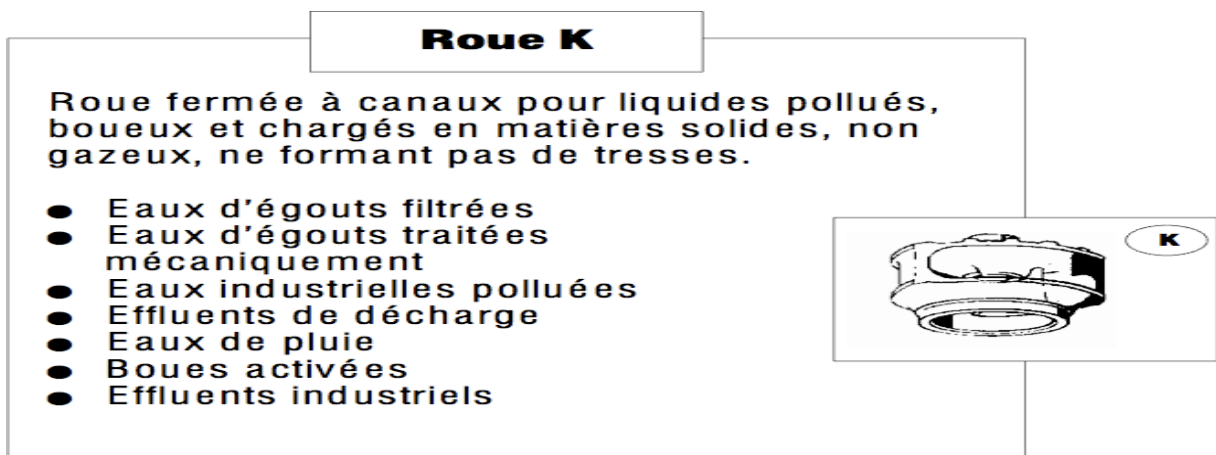 Roue K
Roue fermée à canaux pour liquides pollués,
boueux et chargés en matières solides, non
gazeux, ne formant pas de tresses.
● Eaux d'égouts filtrées
● Eaux d'égouts traitées
mécaniquement
● Eaux industrielles polluées
● Effluents de décharge
● Eaux de pluie
● Boues activées
● Effluents industriels
K